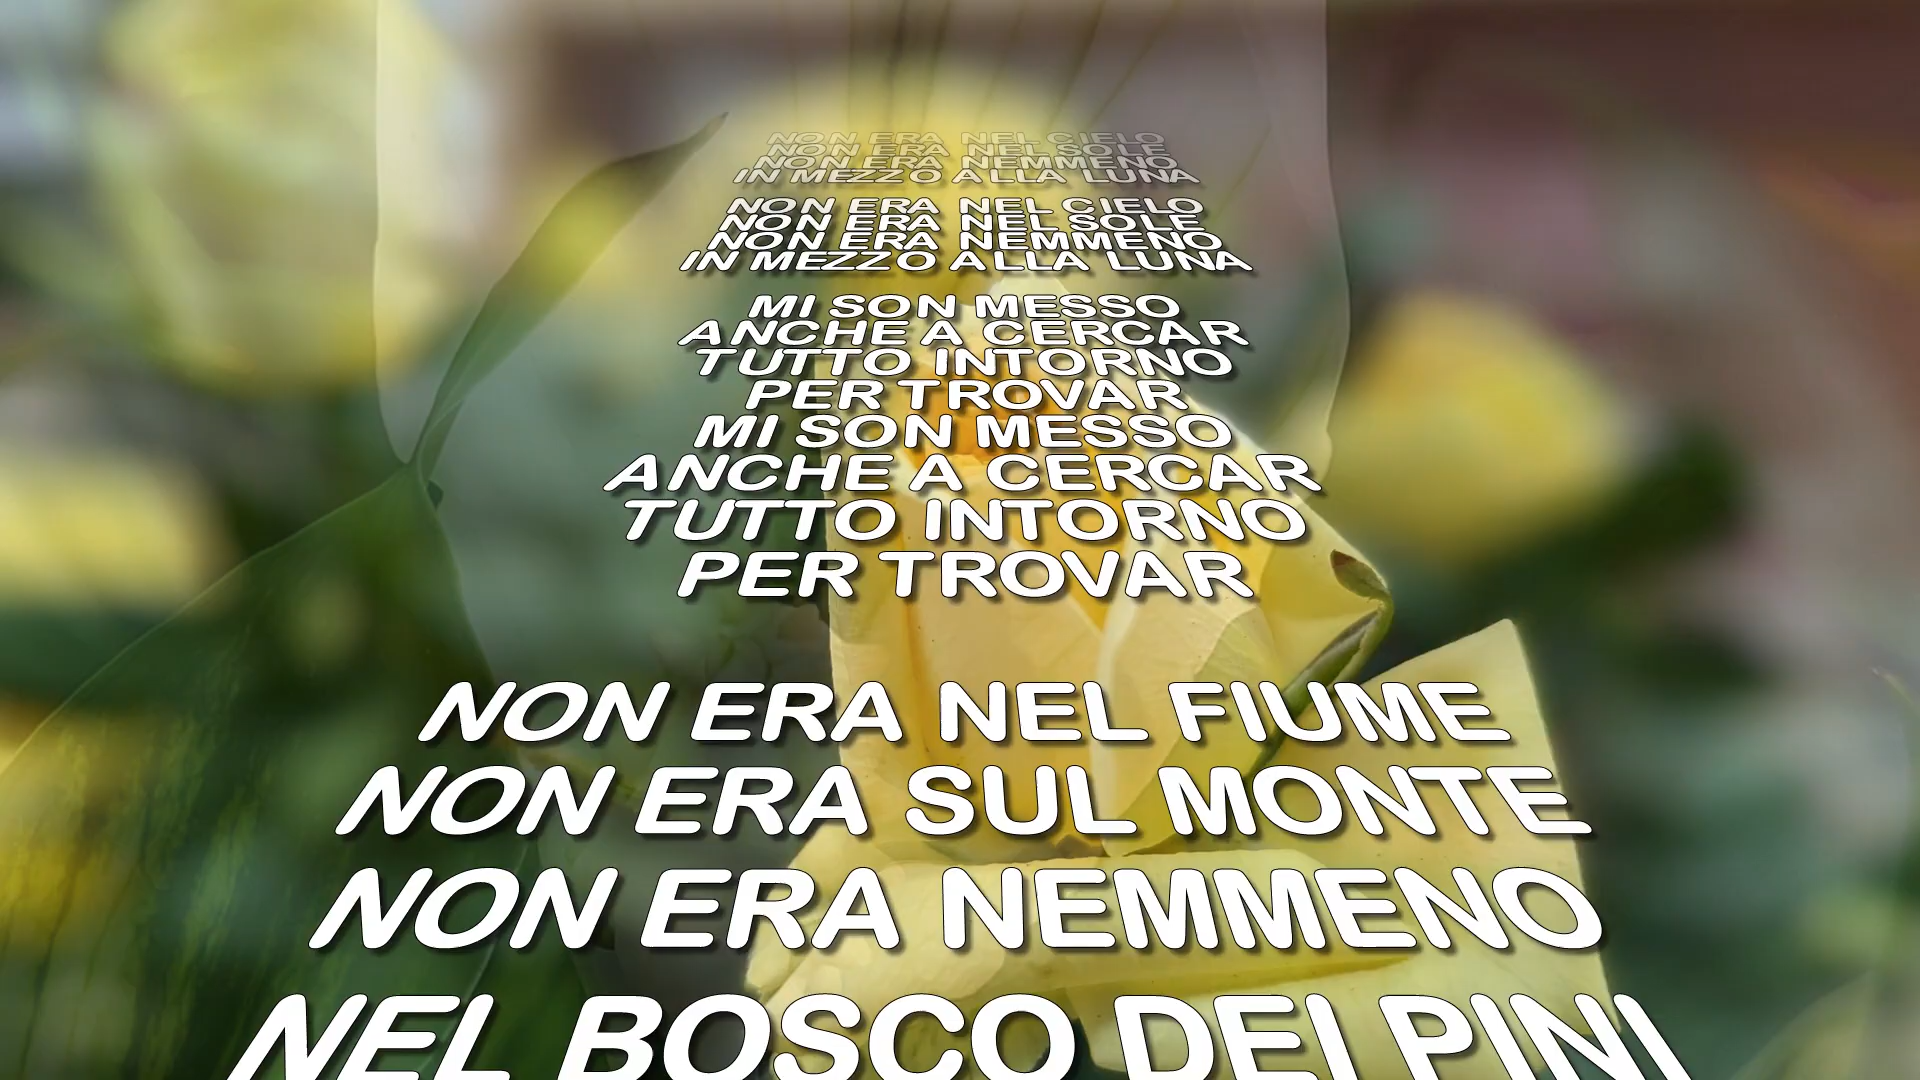 NON ERA NEL CIELO
NON ERA NEL SOLE
NON ERA NEMMENO
IN MEZZO ALLA LUNA
NON ERA NEL CIELO
NON ERA NEL SOLE
NON ERA NEMMENO
IN MEZZO ALLA LUNA
MI SON MESSO
ANCHE A CERCAR
TUTTO INTORNO
PER TROVAR
MI SON MESSO
ANCHE A CERCAR
TUTTO INTORNO
PER TROVAR
NON ERA NEL FIUME
NON ERA SUL MONTE
NON ERA NEMMENO
NEL BOSCO DEI PINI